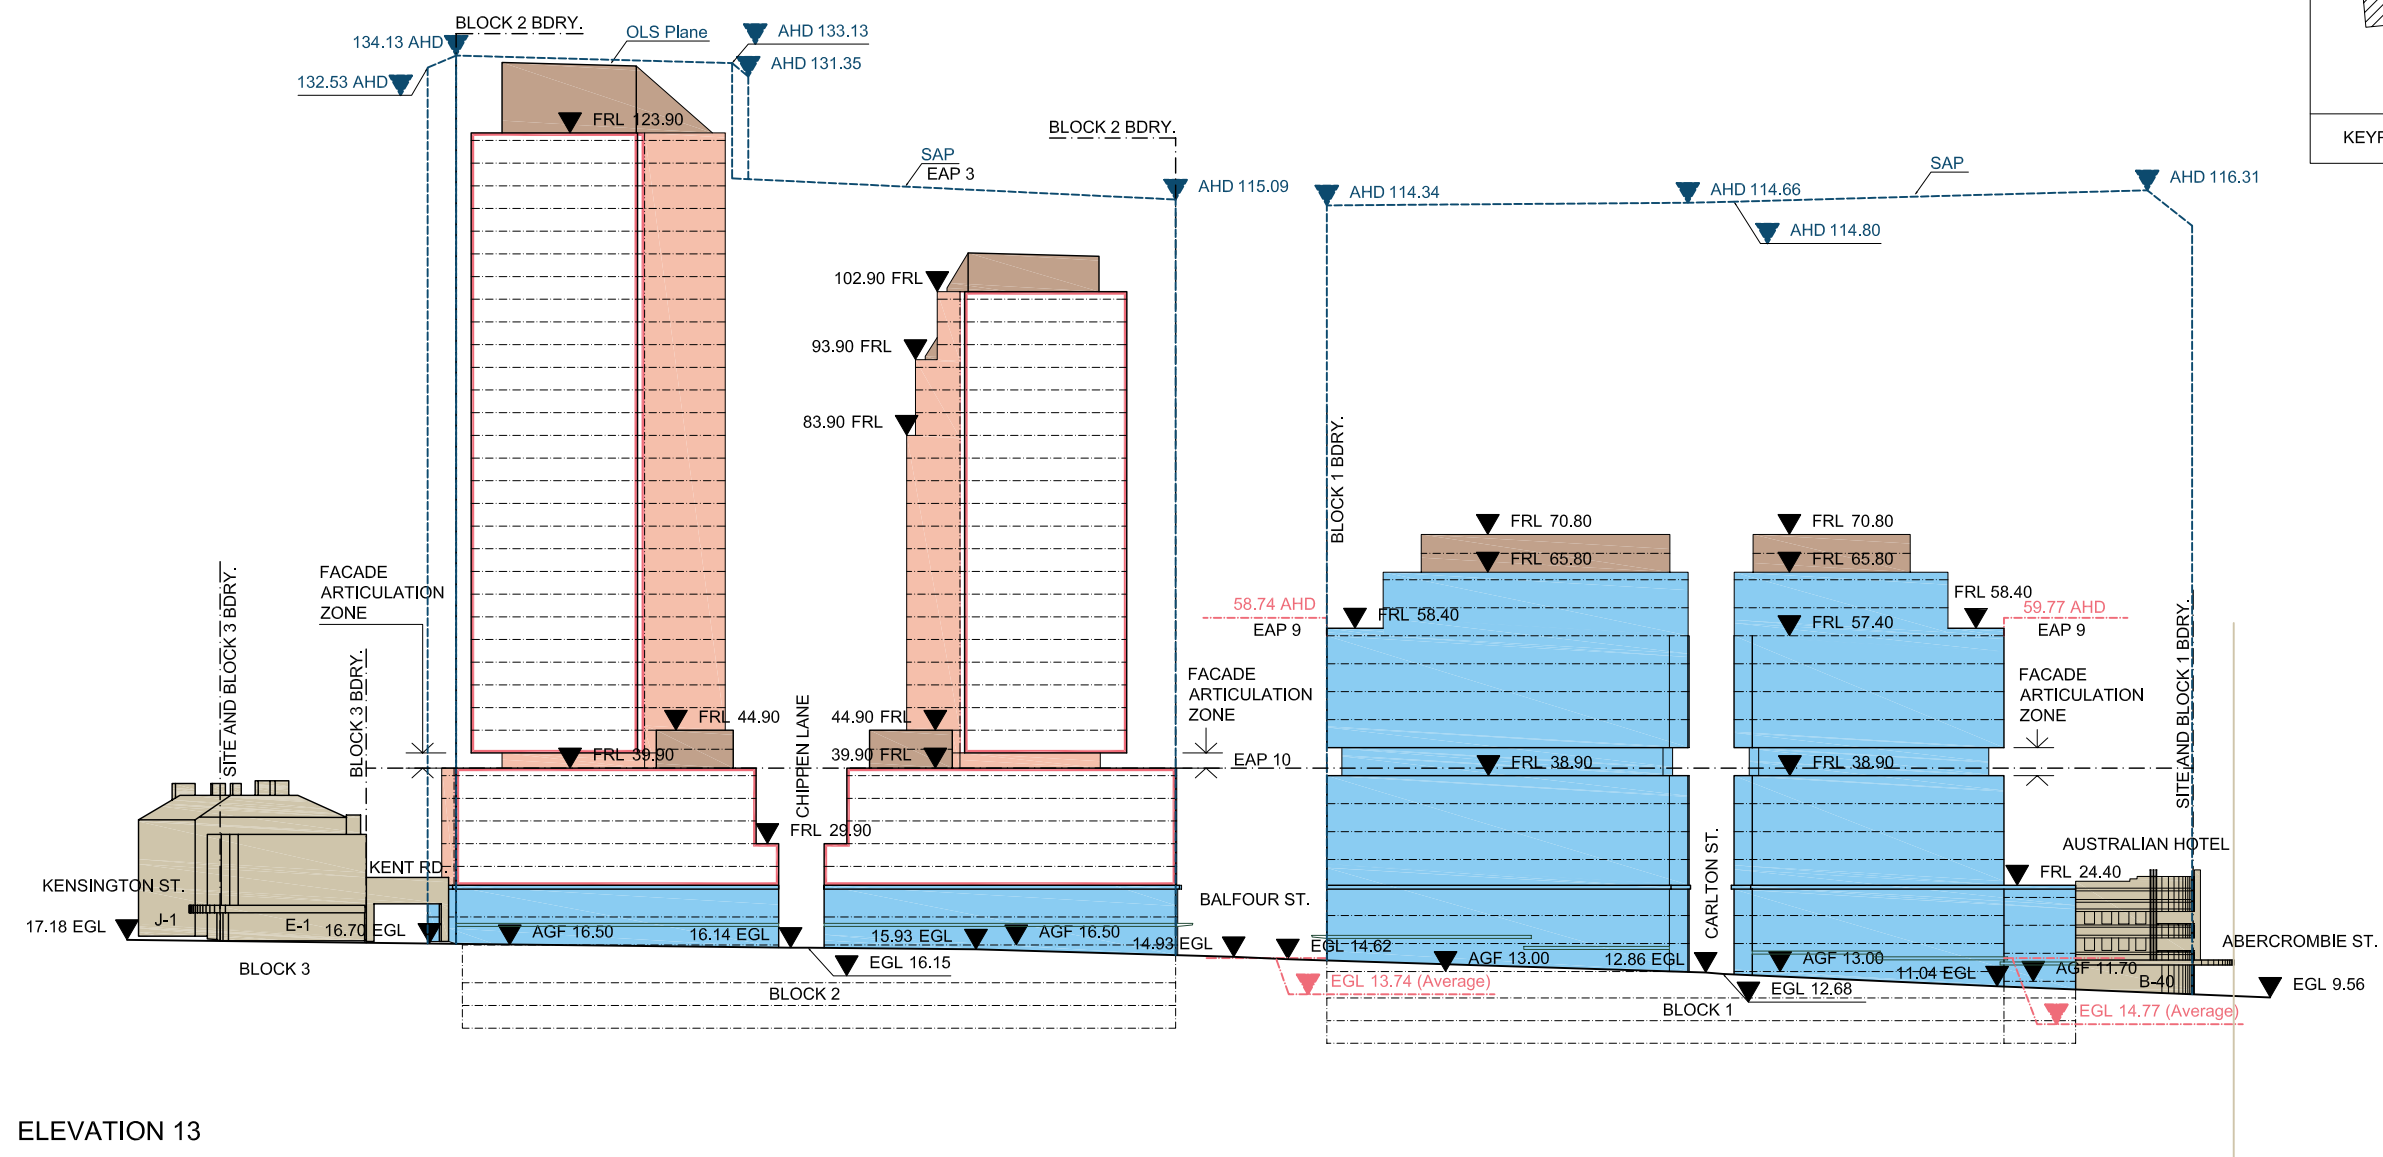 BLOCK 2 BDRY.
OLS Plane
AHD 133.13
134.13 AHD
AHD 131.35
132.53 AHD
FRL 123.90
BLOCK 2 BDRY.
SAP
EAP 3
AHD 115.09
AHD 114.34
AHD 114.66
SAP
AHD 116.31
AHD 114.80
102.90 FRL
93.90 FRL
83.90 FRL
BLOCK 1 BDRY.
FRL 70.80
FRL 70.80
FRL 65.80
FRL 65.80
FACADE
ARTICULATION
ZONE
SITE AND BLOCK 3 BDRY.
BLOCK 3 BDRY.
58.74 AHD
EAP 9
FRL 58.40
FRL 57.40
FRL 58.40
59.77 AHD
EAP 9
SITE AND BLOCK 1 BDRY.
FRL 44.90
CHIPPEN LANE
44.90 FRL
FACADE
ARTICULATION
ZONE
FACADE
ARTICULATION
ZONE
FRL 39.90
39.90 FRL
EAP 10
FRL 38.90
FRL 38.90
FRL 29.90
CARLTON ST.
AUSTRALIAN HOTEL
KENT RD.
FRL 24.40
KENSINGTON ST.
BALFOUR ST.
17.18 EGL
J-1
E-1
16.70 EGL
AGF 16.50
16.14 EGL
15.93 EGL
AGF 16.50
14.93 EGL
EGL 14.62
AGF 13.00
12.86 EGL
AGF 13.00
11.04 EGL
AGF 11.70
ABERCROMBIE ST.
BLOCK 3
EGL 16.15
EGL 13.74 (Average)
EGL 12.68
B-40
EGL 9.56
BLOCK 2
BLOCK 1
EGL 14.77 (Average)
ELEVATION 13